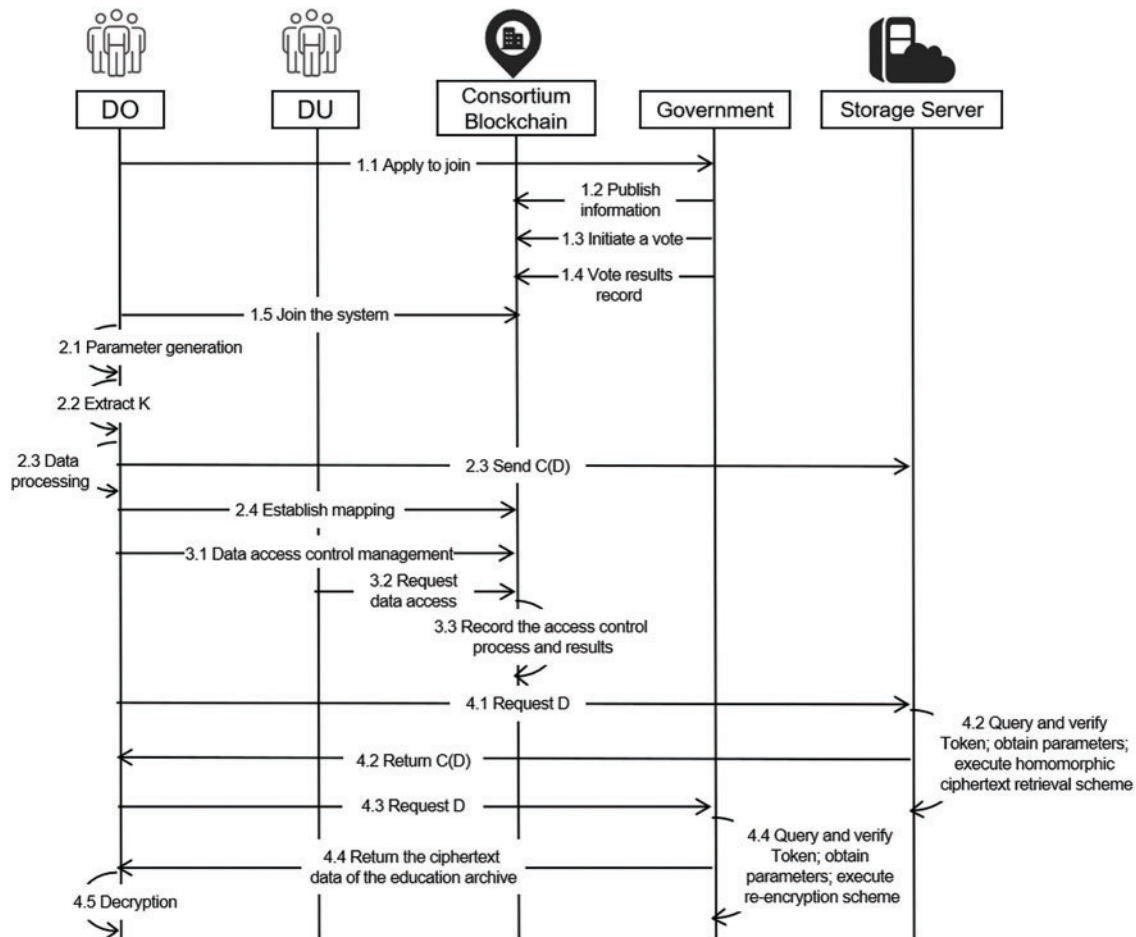 DO
DU
Consortium
Blockchain
Government
Storage Server
1.1 Apply to join
1.2 Publish
information
1.3 Initiate a vote
1.4 Vote results
record
1.5 Join the system
2.1 Parameter generation
2.2 Extract K
2.3 Data
processing
2.3 Send C(D)
2.4 Establish mapping
3.1 Data access control management
3.2 Request
data access
3.3 Record the access control
process and results
4.1 Request D
4.2 Query and verify
Token; obtain parameters;
execute homomorphic
ciphertext retrieval scheme
4.2 Return C(D)
4.3 Request D
4.4 Query and verify
Token; obtain
parameters; execute
re-encryption scheme
4.4 Return the ciphertext
data of the education archive
4.5 Decryption